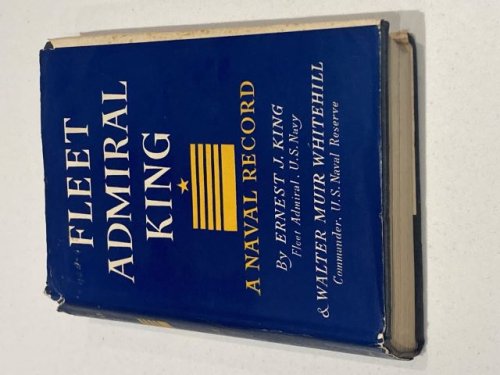 FLEET
ADMIRAL
KING
A NAVAL RECORD
By ERNEST J. KING
Fleet Admiral, U.S. Navy
& WALTER MUIR WHITEHILL
Commander, U.S. Naval Reserve